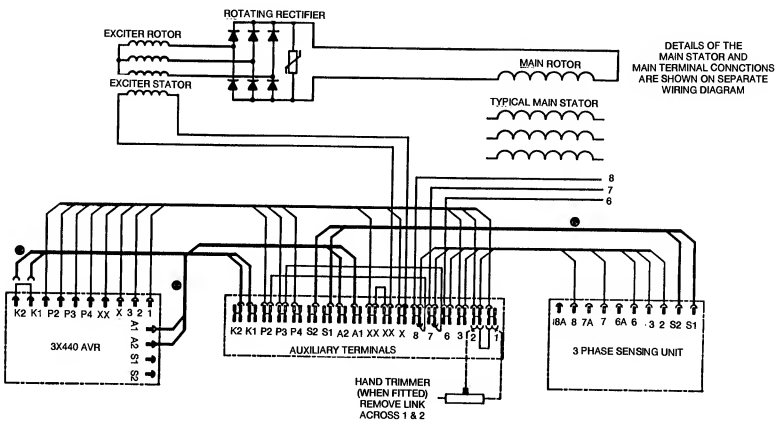 ROTATING RECTIFIER
EXCITER ROTOR
EXCITER STATOR
MAIN ROTOR
TYPICAL MAIN STATOR
DETAILS OF THE
MAIN STATOR AND
MAIN TERMINAL CONNCTIONS
ARE SHOWN ON SEPARATE
WIRING DIAGRAM
8
7
6
K2 K1 P2 P3 P4 XX X 3 2 1
A1
A2
S1
S2
3X440 AVR
K2 K1 P2 P3 P4 S2 S1 A2 A1 XX XX X 8 7 6 3 2 1
AUXILIARY TERMINALS
8A 8 7A 7 6A 6 3 2 S2 S1
3 PHASE SENSING UNIT
HAND TRIMMER
(WHEN FITTED)
REMOVE LINK
ACROSS 1 & 2